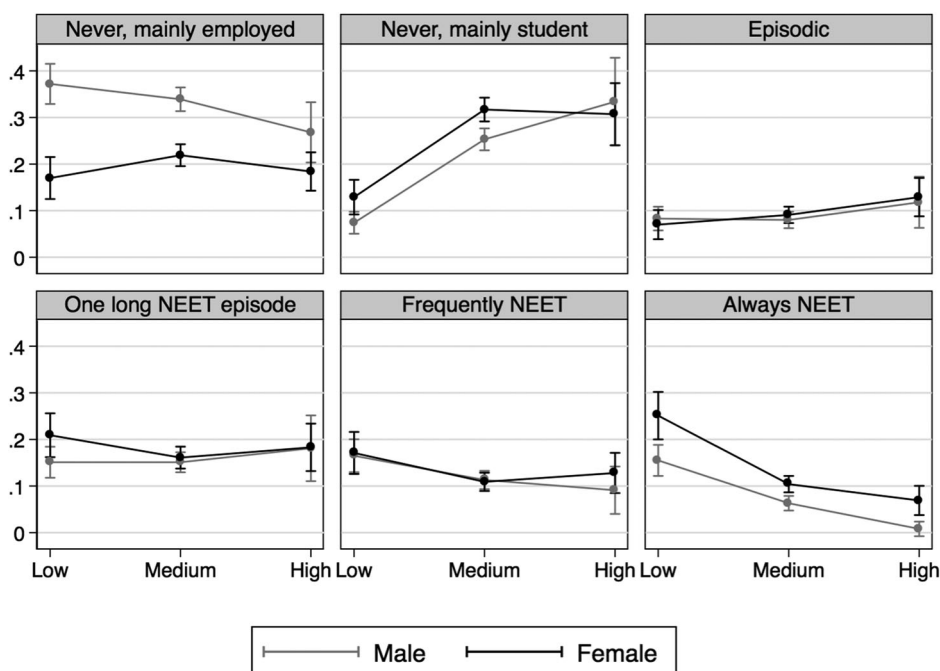 Never, mainly employed Never, mainly student Episodic
.4
.3
.2
.1
0
One long NEET episode Frequently NEET Always NEET
.4
.3
.2
.1
0
Low Medium High Low Medium High Low Medium High
Male Female